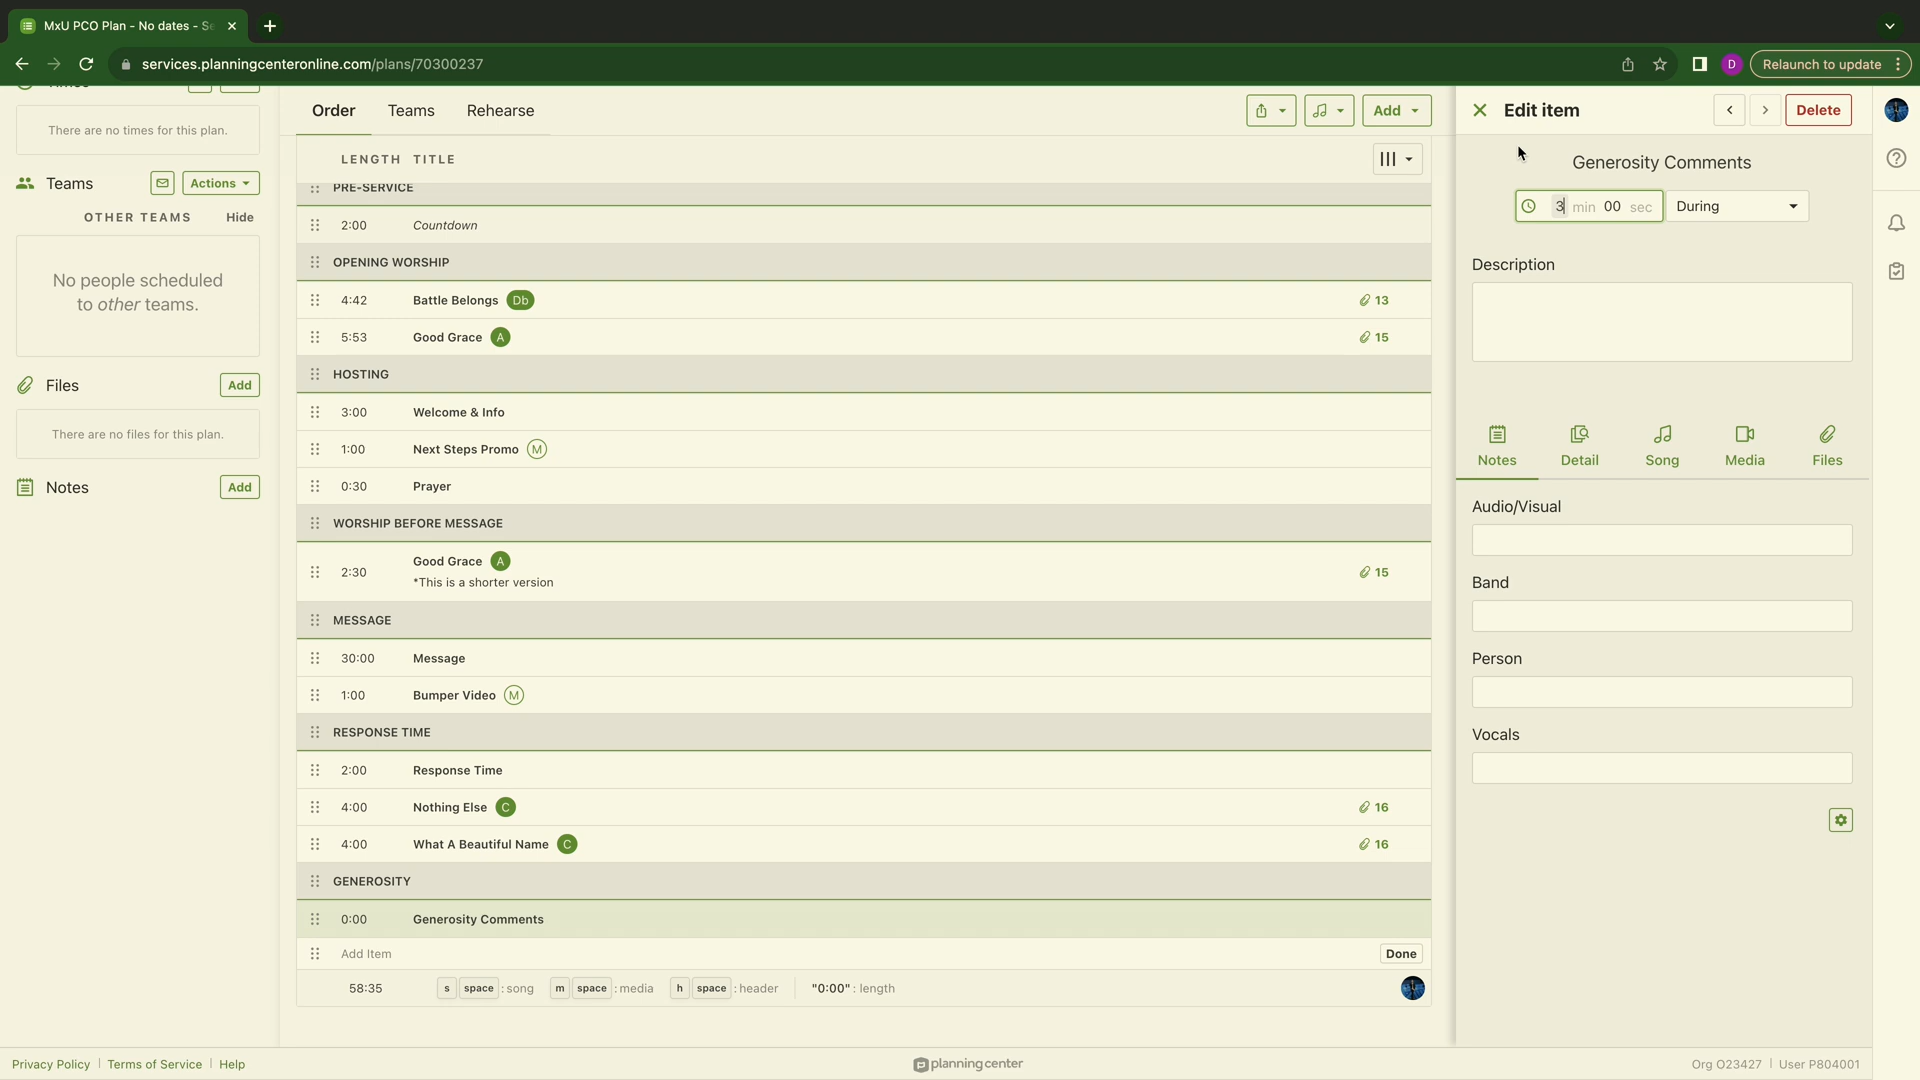 MxU PCO Plan - No dates - Se
services.planningcenteronline.com/plans/70300237
D
Relaunch to update
Times
There are no times for this plan.
Teams
Actions
OTHER TEAMS
Hide
No people scheduled
to other teams.
Files
Add
There are no files for this plan.
Notes
Add
Order
Teams
Rehearse
Add
LENGTH TITLE
PRE-SERVICE
2:00 Countdown
OPENING WORSHIP
4:42 Battle Belongs Db 13
5:53 Good Grace A 15
HOSTING
3:00 Welcome & Info
1:00 Next Steps Promo M
0:30 Prayer
WORSHIP BEFORE MESSAGE
2:30 Good Grace A 15
*This is a shorter version
MESSAGE
30:00 Message
1:00 Bumper Video M
RESPONSE TIME
2:00 Response Time
4:00 Nothing Else C 16
4:00 What A Beautiful Name C 16
GENEROSITY
0:00 Generosity Comments
Add Item Done
58:35 s space : song m space : media h space : header "0:00" : length
Edit item
Delete
Generosity Comments
3 min 00 sec During
Description
Notes Detail Song Media Files
Audio/Visual
Band
Person
Vocals
Privacy Policy Terms of Service Help
planning center
Org O23427 User P804001